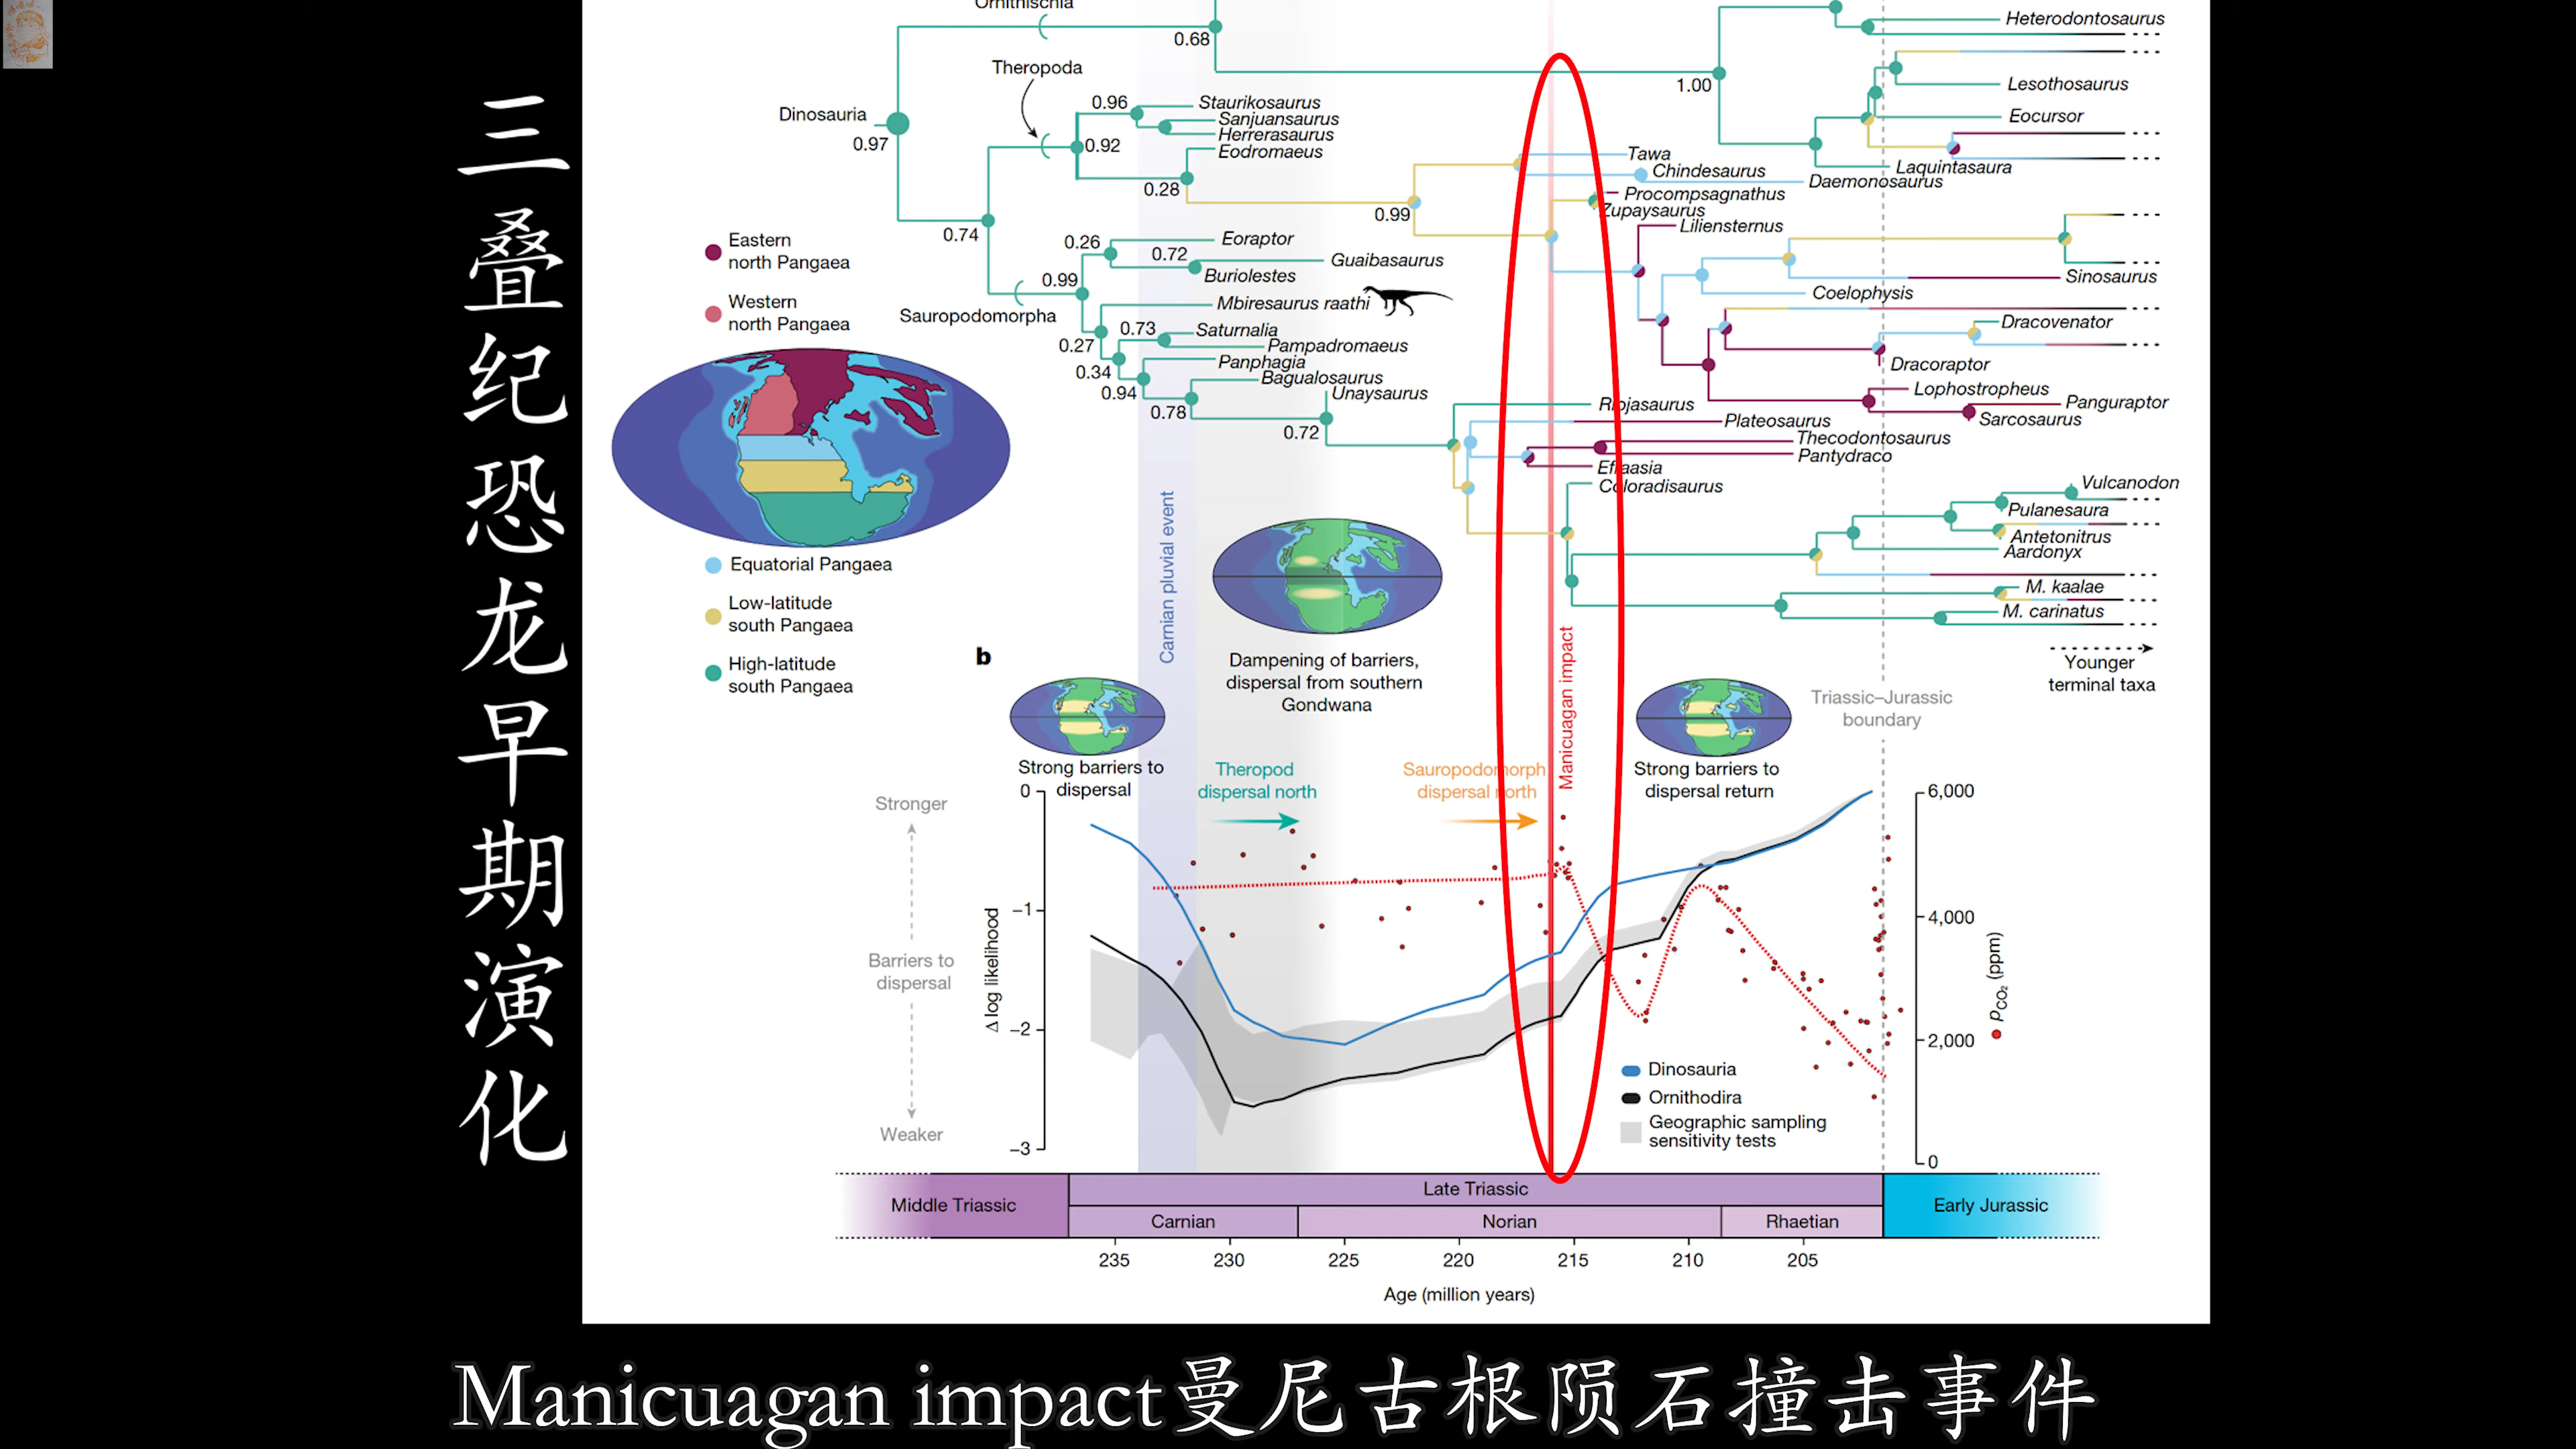 三叠纪恐龙早期演化
Ornithischia
0.68
Theropoda
Dinosauria
0.97
0.96
Staurikosaurus
Sanjuansaurus
Herrerasaurus
0.92
Eodromaeus
0.28
0.74
0.99
1.00
Heterodontosaurus
Lesothosaurus
Eocursor
Laquintasaura
Tawa
Chindesaurus
Daemonosaurus
Procompsagnathus
Zupaysaurus
Liliensternus
Sinosaurus
Coelophysis
Dracovenator
Dracoraptor
Lophostropheus
Panguraptor
Sarcosaurus
0.26
Eoraptor
0.72
Guaibasaurus
Buriolestes
0.99
Mbiresaurus raathi
Sauropodomorpha
0.73
Saturnalia
0.27
Pampadromaeus
Panphagia
0.34
Bagualosaurus
0.94
Unaysaurus
0.78
0.72
Riojasaurus
Plateosaurus
Thecodontosaurus
Pantydraco
Efraasia
Coloradisaurus
Vulcanodon
Pulanesaura
Antetonitrus
Aardonyx
M. kaalae
M. carinatus
Younger
terminal taxa
Eastern
north Pangaea
Western
north Pangaea
Equatorial Pangaea
Low-latitude
south Pangaea
High-latitude
south Pangaea
b
Carnian pluvial event
Manicuagan impact
Dampening of barriers,
dispersal from southern
Gondwana
Strong barriers to
dispersal
Theropod
dispersal north
Sauropodomorph
dispersal north
Strong barriers to
dispersal return
Triassic–Jurassic
boundary
Stronger
Barriers to
dispersal
Weaker
Δ log likelihood
0
−1
−2
−3
6,000
4,000
2,000
0
pCO₂ (ppm)
Dinosauria
Ornithodira
Geographic sampling
sensitivity tests
Middle Triassic
Late Triassic
Early Jurassic
Carnian
Norian
Rhaetian
235
230
225
220
215
210
205
Age (million years)
Manicuagan impact曼尼古根陨石撞击事件